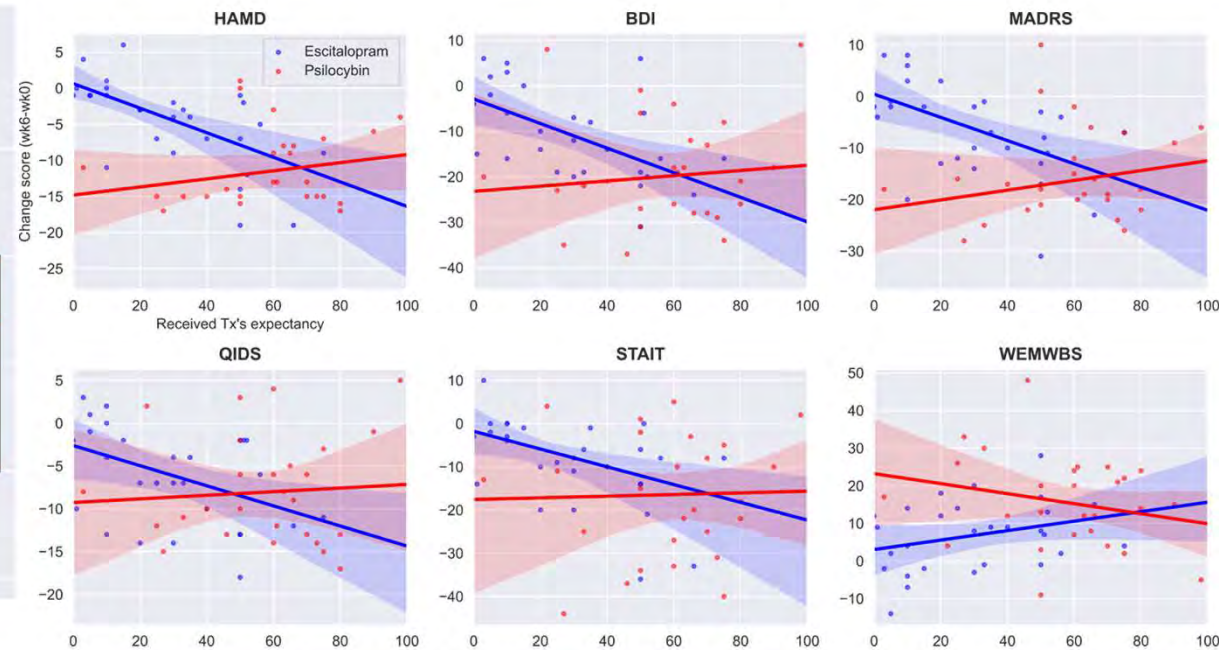 HAMD
BDI
MADRS
Escitalopram
Psilocybin
Change score (wk6-wk0)
5
0
−5
−10
−15
−20
−25
0 20 40 60 80 100
Received Tx's expectancy
10
0
−10
−20
−30
−40
0 20 40 60 80 100
10
0
−10
−20
−30
0 20 40 60 80 100
QIDS
STAIT
WEMWBS
5
0
−5
−10
−15
−20
0 20 40 60 80 100
10
0
−10
−20
−30
−40
0 20 40 60 80 100
50
40
30
20
10
0
−10
0 20 40 60 80 100